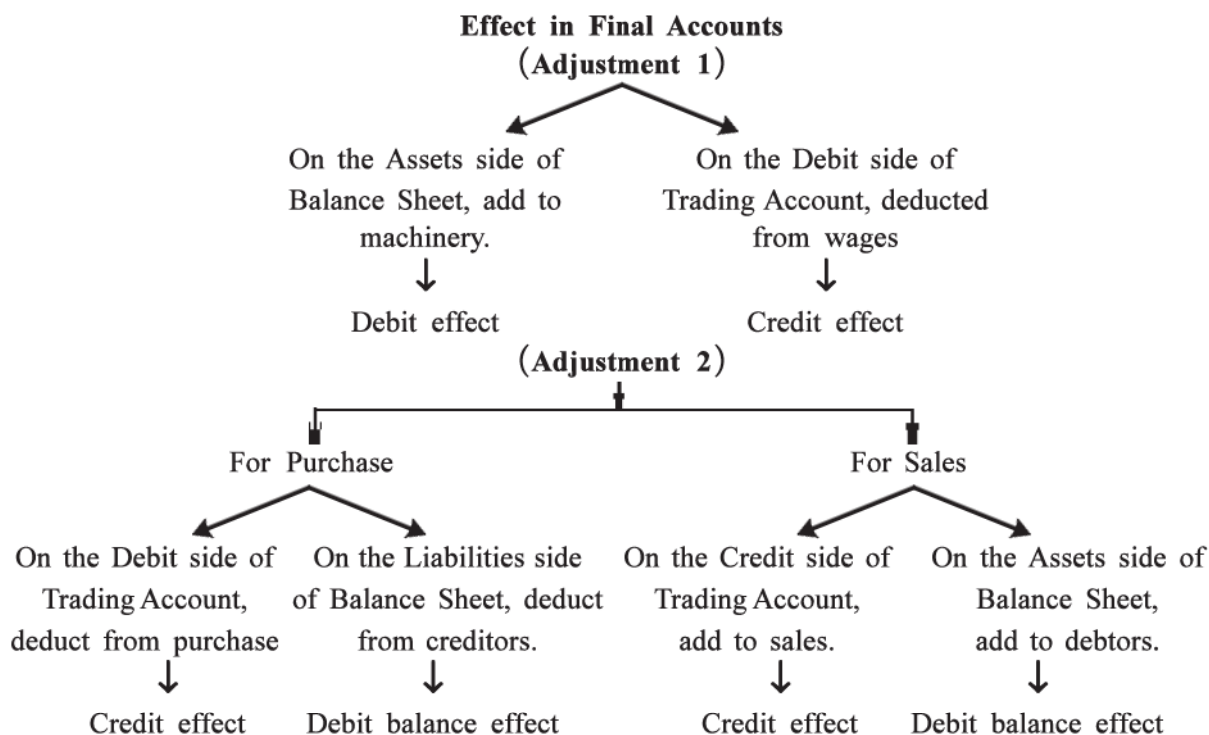 Effect in Final Accounts
(Adjustment 1)
On the Assets side of
Balance Sheet, add to
machinery.
Debit effect
On the Debit side of
Trading Account, deducted
from wages
Credit effect
(Adjustment 2)
For Purchase
On the Debit side of
Trading Account,
deduct from purchase
Credit effect
On the Liabilities side
of Balance Sheet, deduct
from creditors.
Debit balance effect
For Sales
On the Credit side of
Trading Account,
add to sales.
Credit effect
On the Assets side of
Balance Sheet,
add to debtors.
Debit balance effect